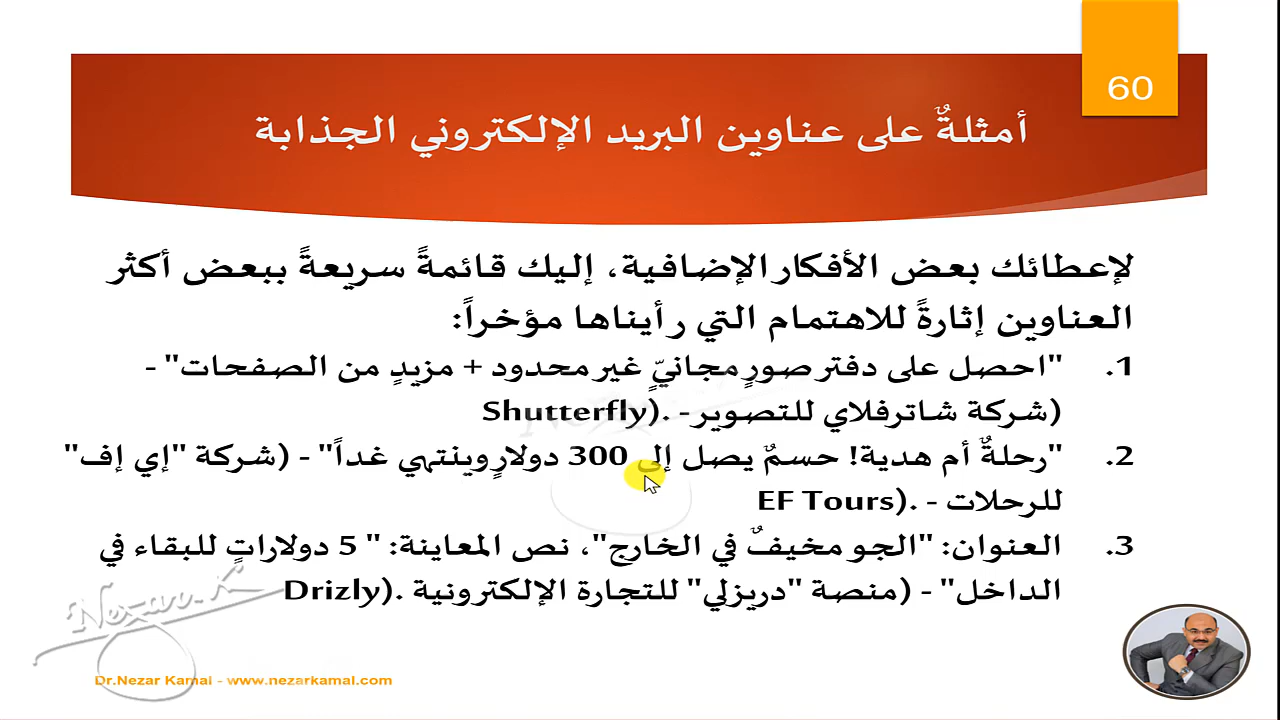 60
أمثلةٌ على عناوين البريد الإلكتروني الجذابة
لإعطائك بعض الأفكار الإضافية، إليك قائمةً سريعةً ببعض أكثر
العناوين إثارةً للاهتمام التي رأيناها مؤخراً:
1. "احصل على دفتر صورٍ مجانيّ غير محدود + مزيدٍ من الصفحات" -
(شركة شاترفلاي للتصوير - .(Shutterfly
2. "رحلةٌ أم هدية! حسمٌ يصل إلى 300 دولارٍ وينتهي غداً" - (شركة "إي إف"
للرحلات - .(EF Tours
3. العنوان: "الجو مخيفٌ في الخارج"، نص المعاينة: " 5 دولاراتٍ للبقاء في
الداخل" - (منصة "دريزلي" للتجارة الإلكترونية .(Drizly
Nezar.K
Dr.Nezar Kamal - www.nezarkamal.com